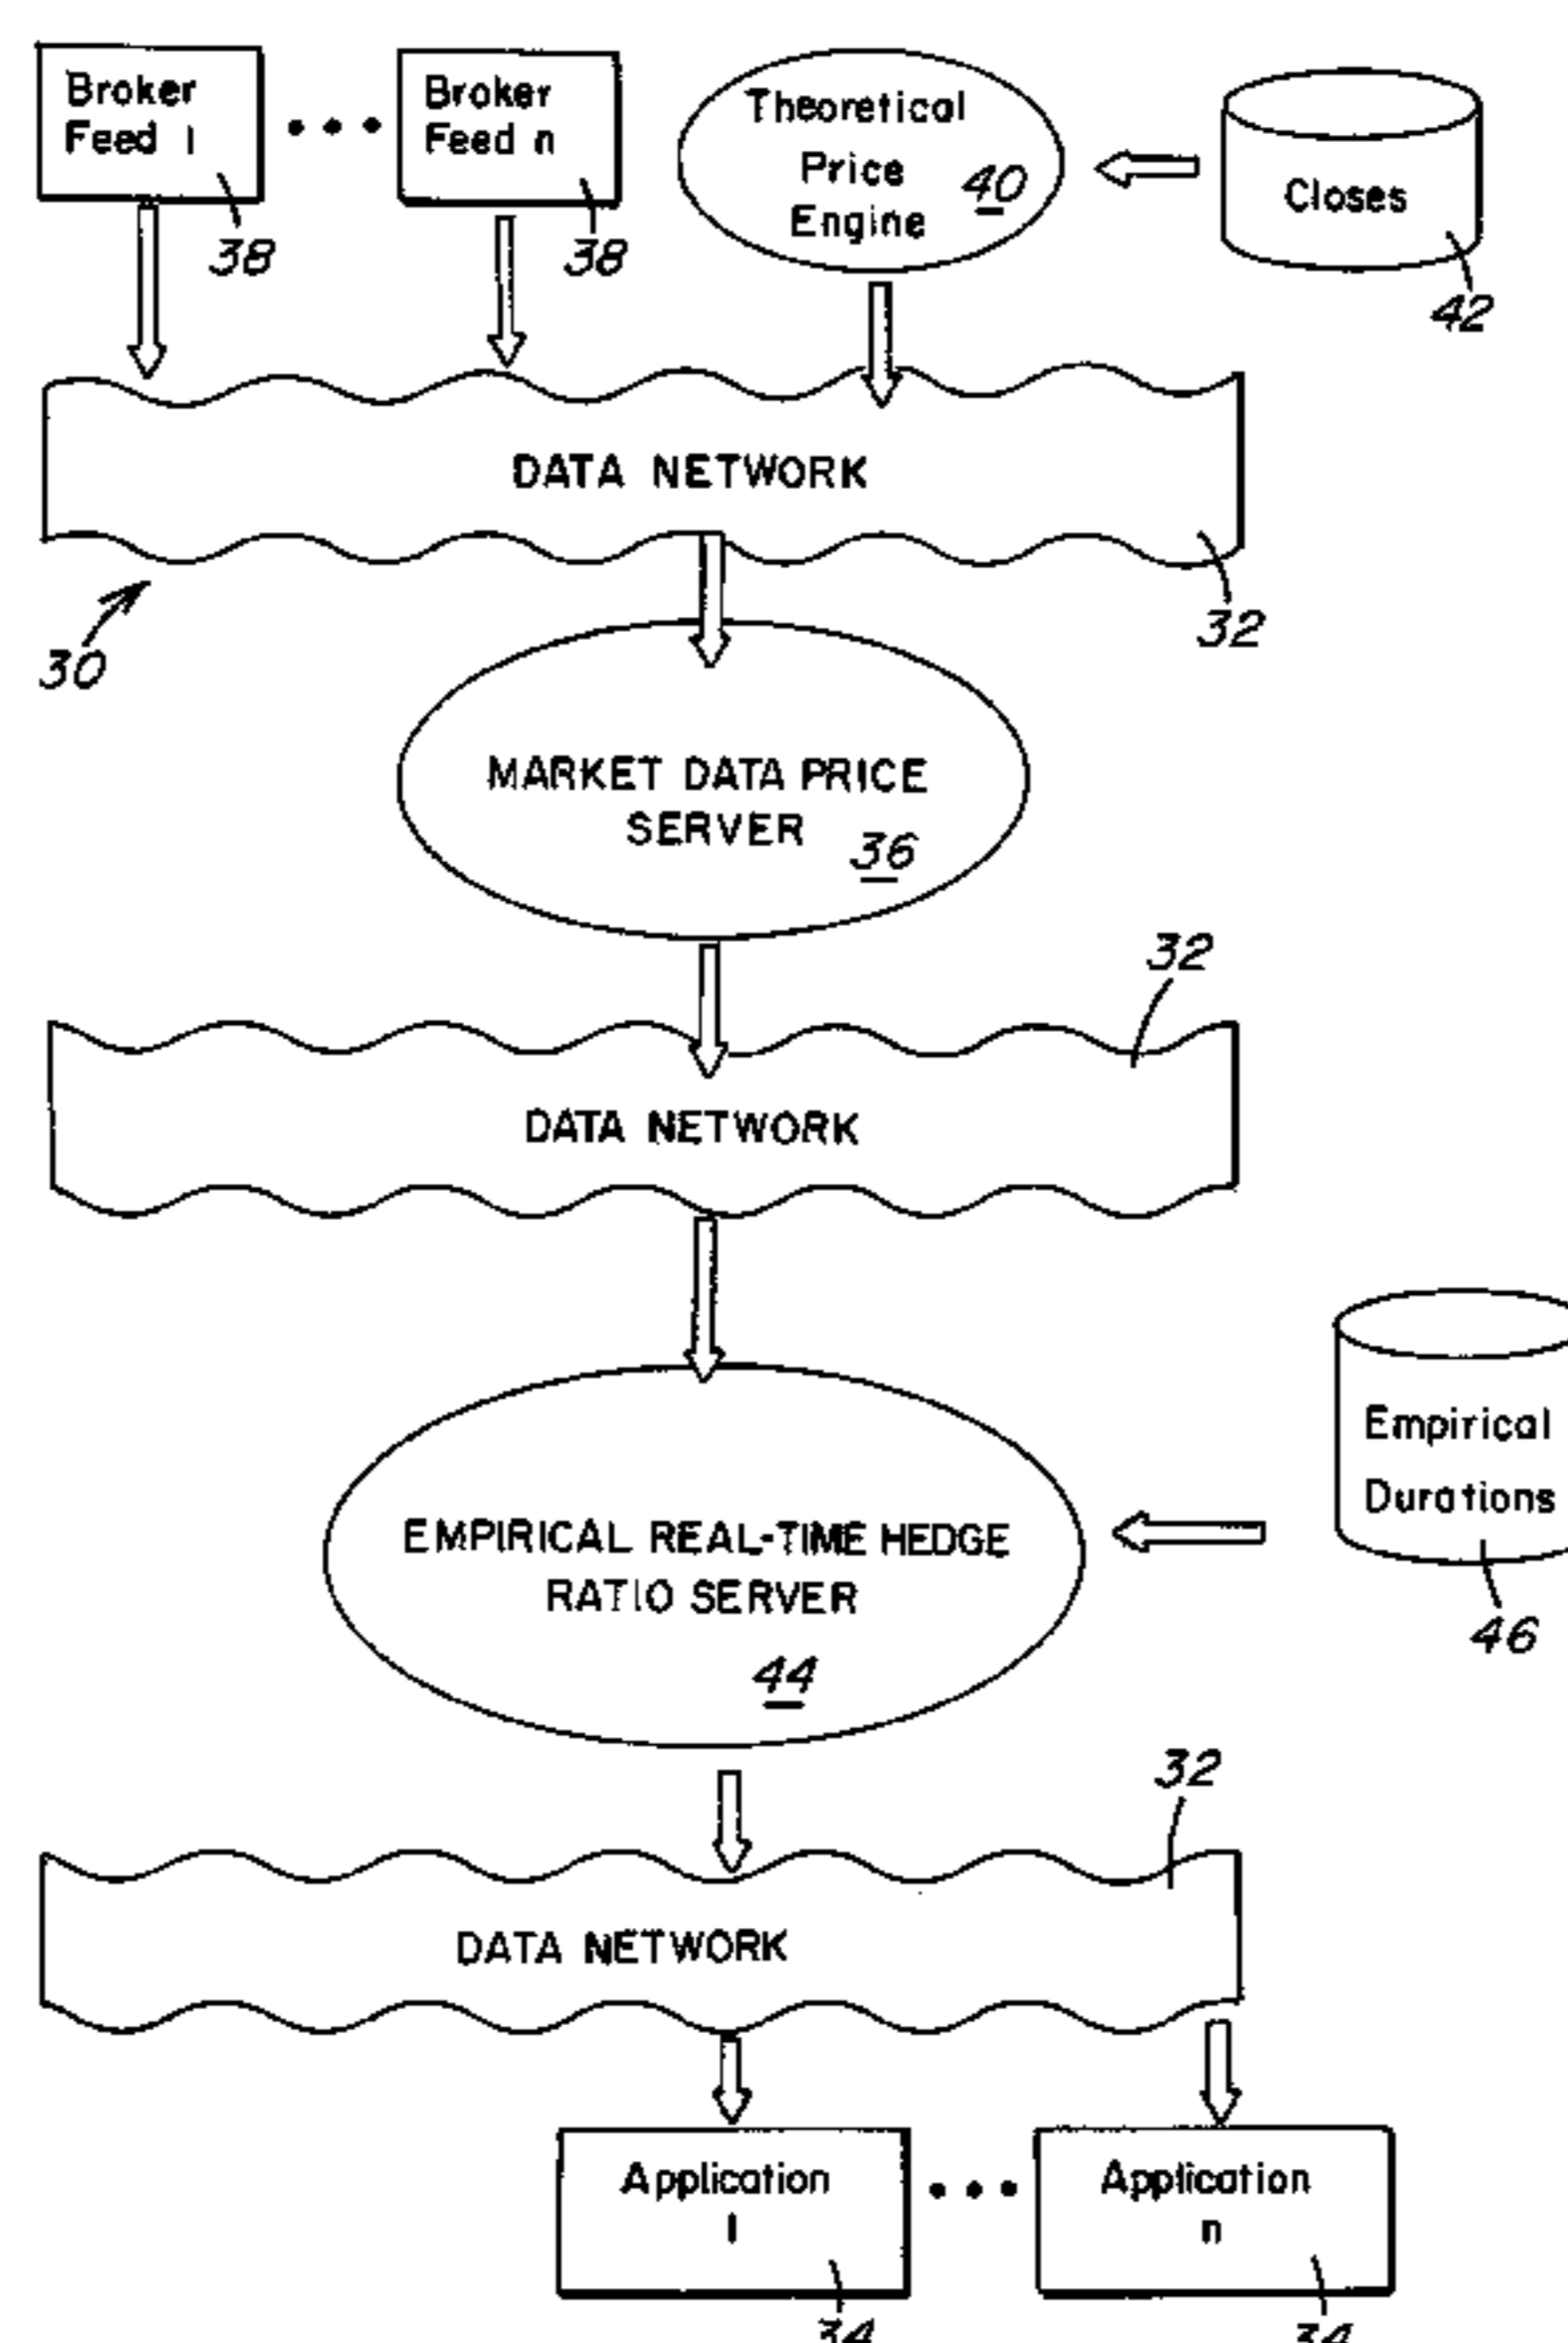 Broker
Feed 1
38
Broker
Feed n
38
Theoretical
Price
Engine
40
Closes
42
DATA NETWORK
32
30
MARKET DATA PRICE
SERVER
36
32
DATA NETWORK
Empirical
Durations
46
EMPIRICAL REAL-TIME HEDGE
RATIO SERVER
44
32
DATA NETWORK
Application
1
34
Application
n
34